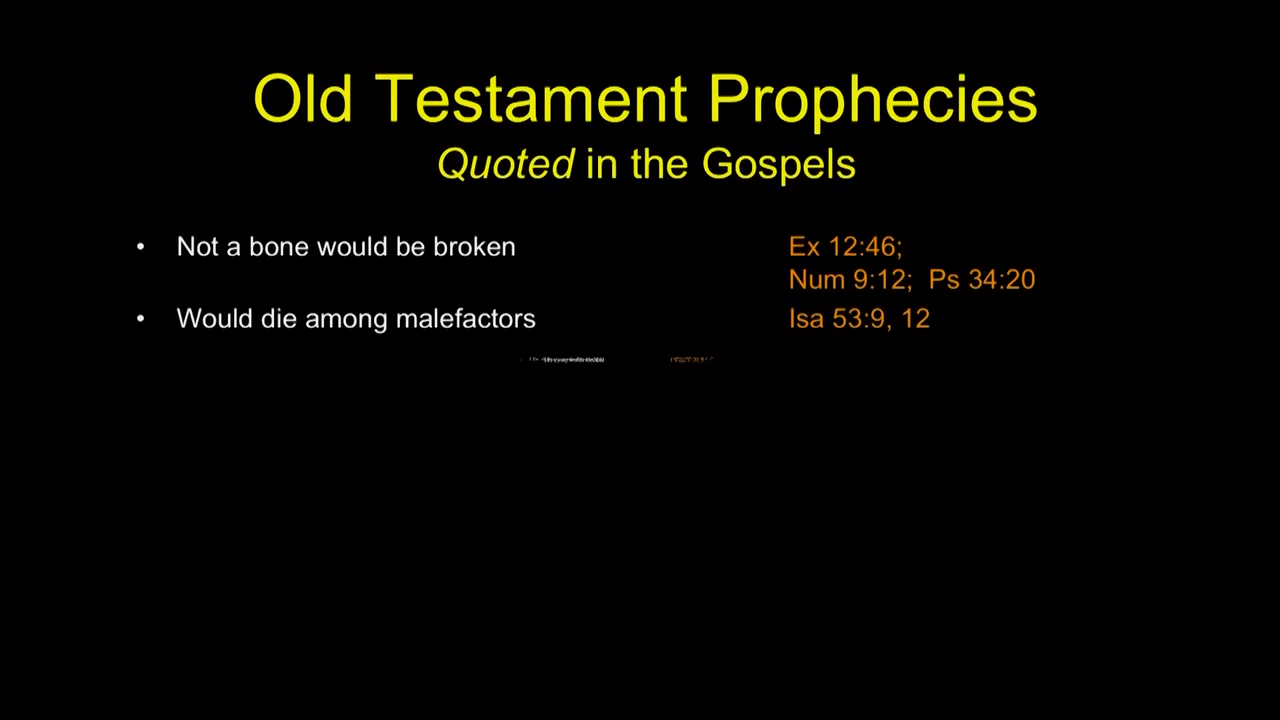 Old Testament Prophecies
Quoted in the Gospels
• Not a bone would be broken Ex 12:46;
Num 9:12; Ps 34:20
• Would die among malefactors Isa 53:9, 12